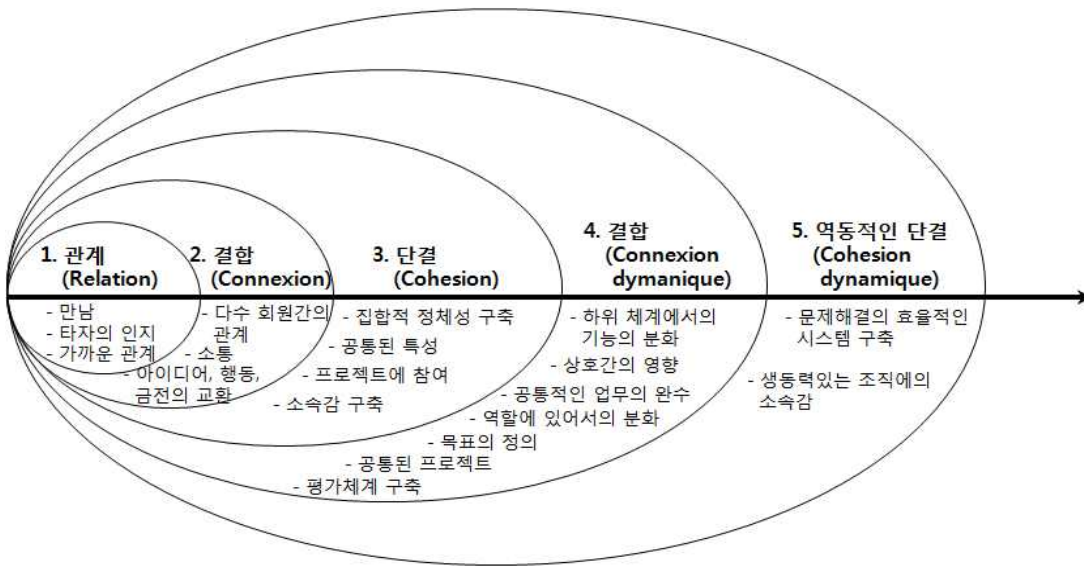 1. 관계
(Relation)
- 만남
- 타자의 인지
- 가까운 관계
2. 결합
(Connexion)
- 다수 회원간의
관계
- 소통
- 아이디어, 행동,
금전의 교환
3. 단결
(Cohesion)
- 집합적 정체성 구축
- 공통된 특성
- 프로젝트에 참여
- 소속감 구축
4. 결합
(Connexion
dymanique)
- 하위 체계에서의
기능의 분화
- 상호간의 영향
- 공통적인 업무의 완수
- 역할에 있어서의 분화
- 목표의 정의
- 공통된 프로젝트
- 평가체계 구축
5. 역동적인 단결
(Cohesion
dynamique)
- 문제해결의 효율적인
시스템 구축
- 생동력있는 조직에의
소속감